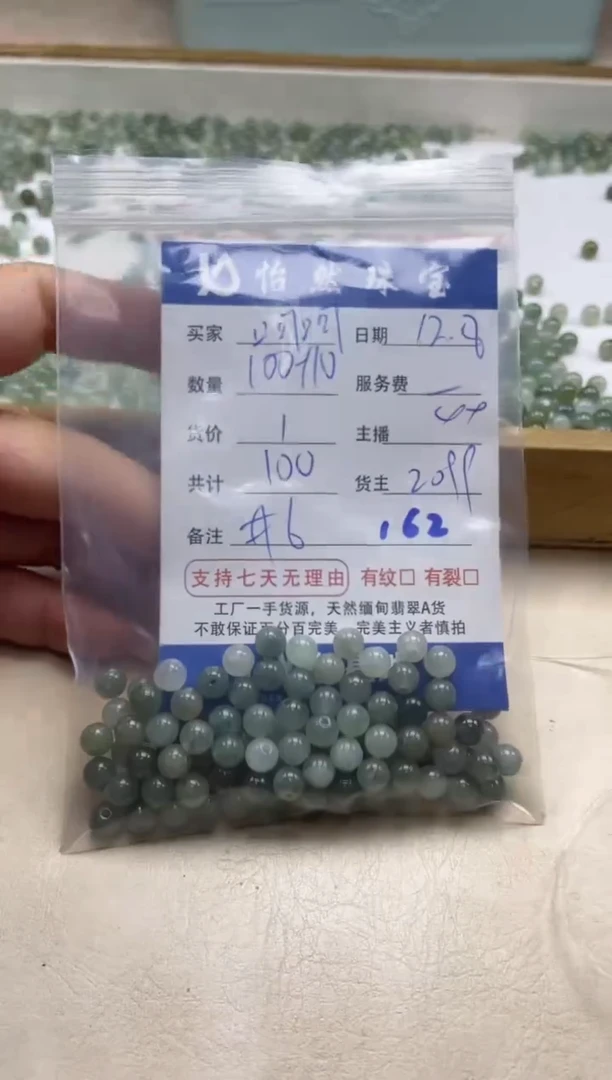 怡然珠宝
买家 日期 12.8
数量 100+10 服务费
货价 1 主播
共计 100 货主
备注 #6 162
支持七天无理由 有纹□ 有裂□
工厂一手货源，天然缅甸翡翠A货
不敢保证百分百完美，完美主义者慎拍